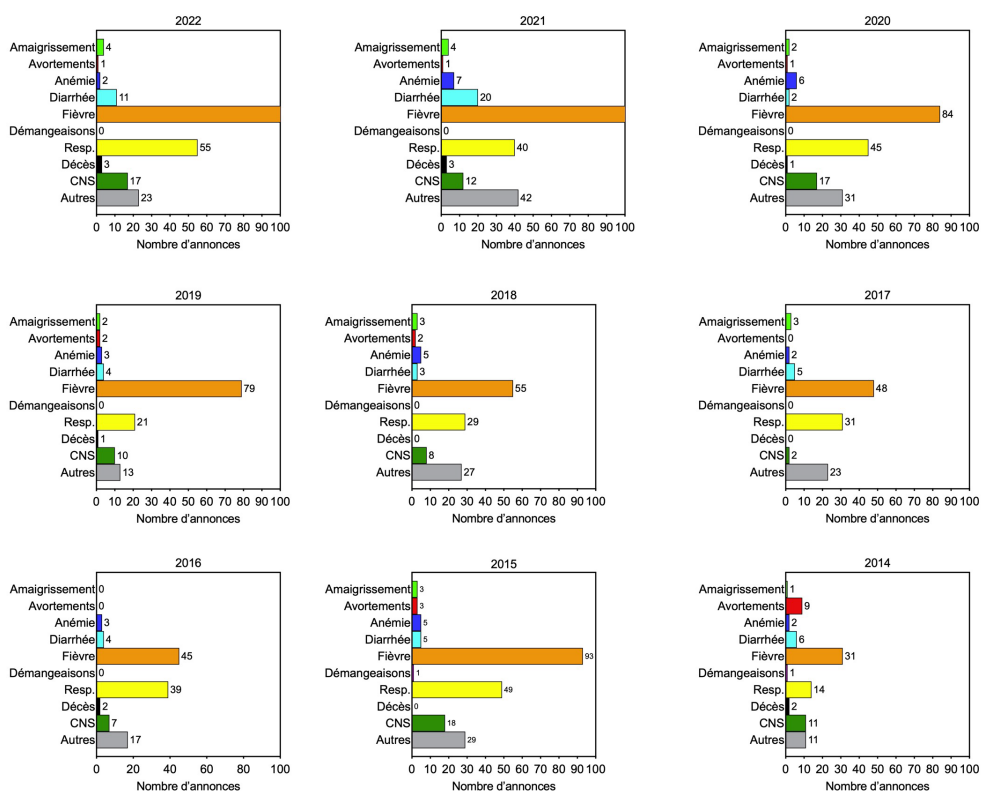 2022
Amaigrissement 4
Avortements 1
Anémie 2
Diarrhée 11
Fièvre
Démangeaisons 0
Resp. 55
Décès 3
CNS 17
Autres 23
0 10 20 30 40 50 60 70 80 90 100
Nombre d'annonces
2021
Amaigrissement 4
Avortements 1
Anémie 7
Diarrhée 20
Fièvre
Démangeaisons 0
Resp. 40
Décès 3
CNS 12
Autres 42
0 10 20 30 40 50 60 70 80 90 100
Nombre d'annonces
2020
Amaigrissement 2
Avortements 1
Anémie 6
Diarrhée 2
Fièvre 84
Démangeaisons 0
Resp. 45
Décès 1
CNS 17
Autres 31
0 10 20 30 40 50 60 70 80 90 100
Nombre d'annonces
2019
Amaigrissement 2
Avortements 2
Anémie 3
Diarrhée 4
Fièvre 79
Démangeaisons 0
Resp. 21
Décès 1
CNS 10
Autres 13
0 10 20 30 40 50 60 70 80 90 100
Nombre d'annonces
2018
Amaigrissement 3
Avortements 2
Anémie 5
Diarrhée 3
Fièvre 55
Démangeaisons 0
Resp. 29
Décès 0
CNS 8
Autres 27
0 10 20 30 40 50 60 70 80 90 100
Nombre d'annonces
2017
Amaigrissement 3
Avortements 0
Anémie 2
Diarrhée 5
Fièvre 48
Démangeaisons 0
Resp. 31
Décès 0
CNS 2
Autres 23
0 10 20 30 40 50 60 70 80 90 100
Nombre d'annonces
2016
Amaigrissement 0
Avortements 0
Anémie 3
Diarrhée 4
Fièvre 45
Démangeaisons 0
Resp. 39
Décès 2
CNS 7
Autres 17
0 20 40 60 80 100
Nombre d'annonces
2015
Amaigrissement 3
Avortements 3
Anémie 5
Diarrhée 5
Fièvre 93
Démangeaisons 1
Resp. 49
Décès 0
CNS 18
Autres 29
0 10 20 30 40 50 60 70 80 90 100
Nombre d'annonces
2014
Amaigrissement 1
Avortements 9
Anémie 2
Diarrhée 6
Fièvre 31
Démangeaisons 1
Resp. 14
Décès 2
CNS 11
Autres 11
0 10 20 30 40 50 60 70 80 90 100
Nombre d'annonces